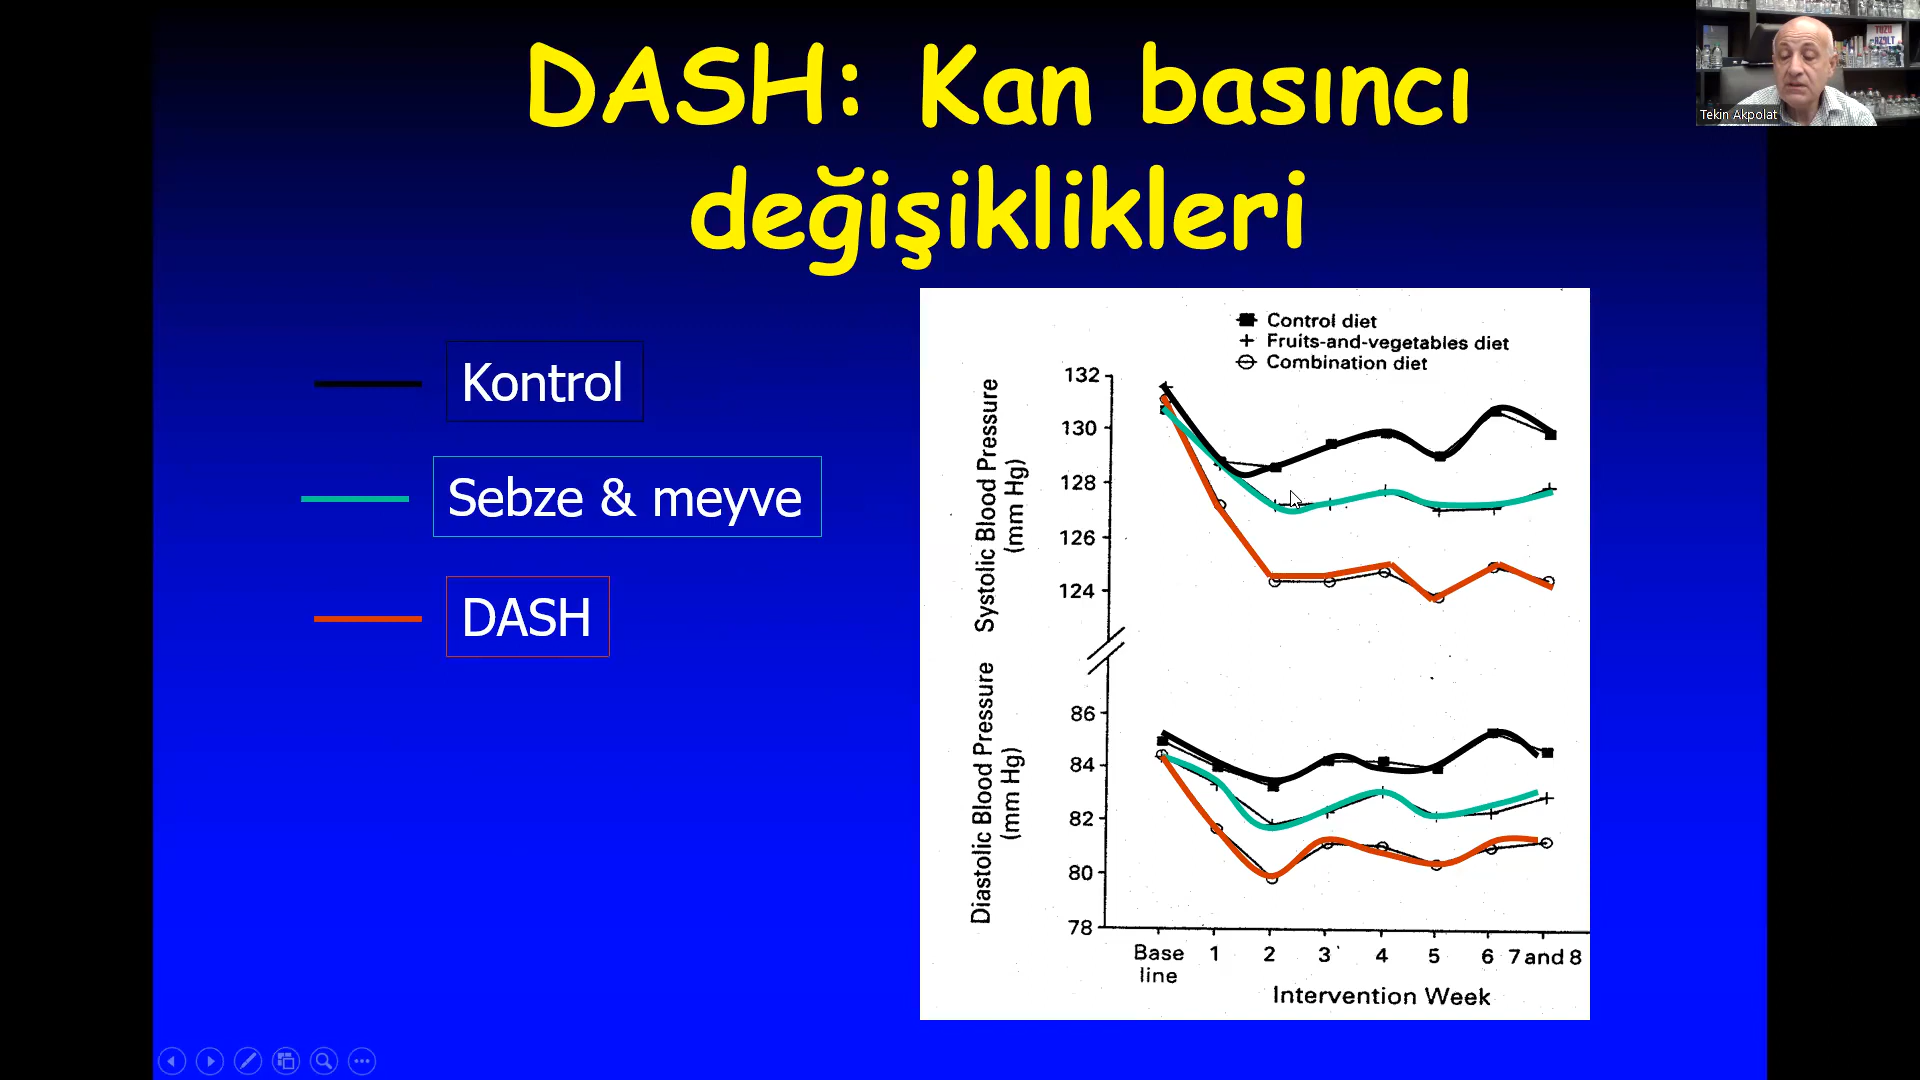 DASH: Kan basıncı
değişiklikleri
Tekin Akpolat
TUZU
AZALT
Kontrol
Sebze & meyve
DASH
Control diet
Fruits-and-vegetables diet
Combination diet
Systolic Blood Pressure
(mm Hg)
132
130
128
126
124
Diastolic Blood Pressure
(mm Hg)
86
84
82
80
78
Base line 1 2 3 4 5 6 7 and 8
Intervention Week